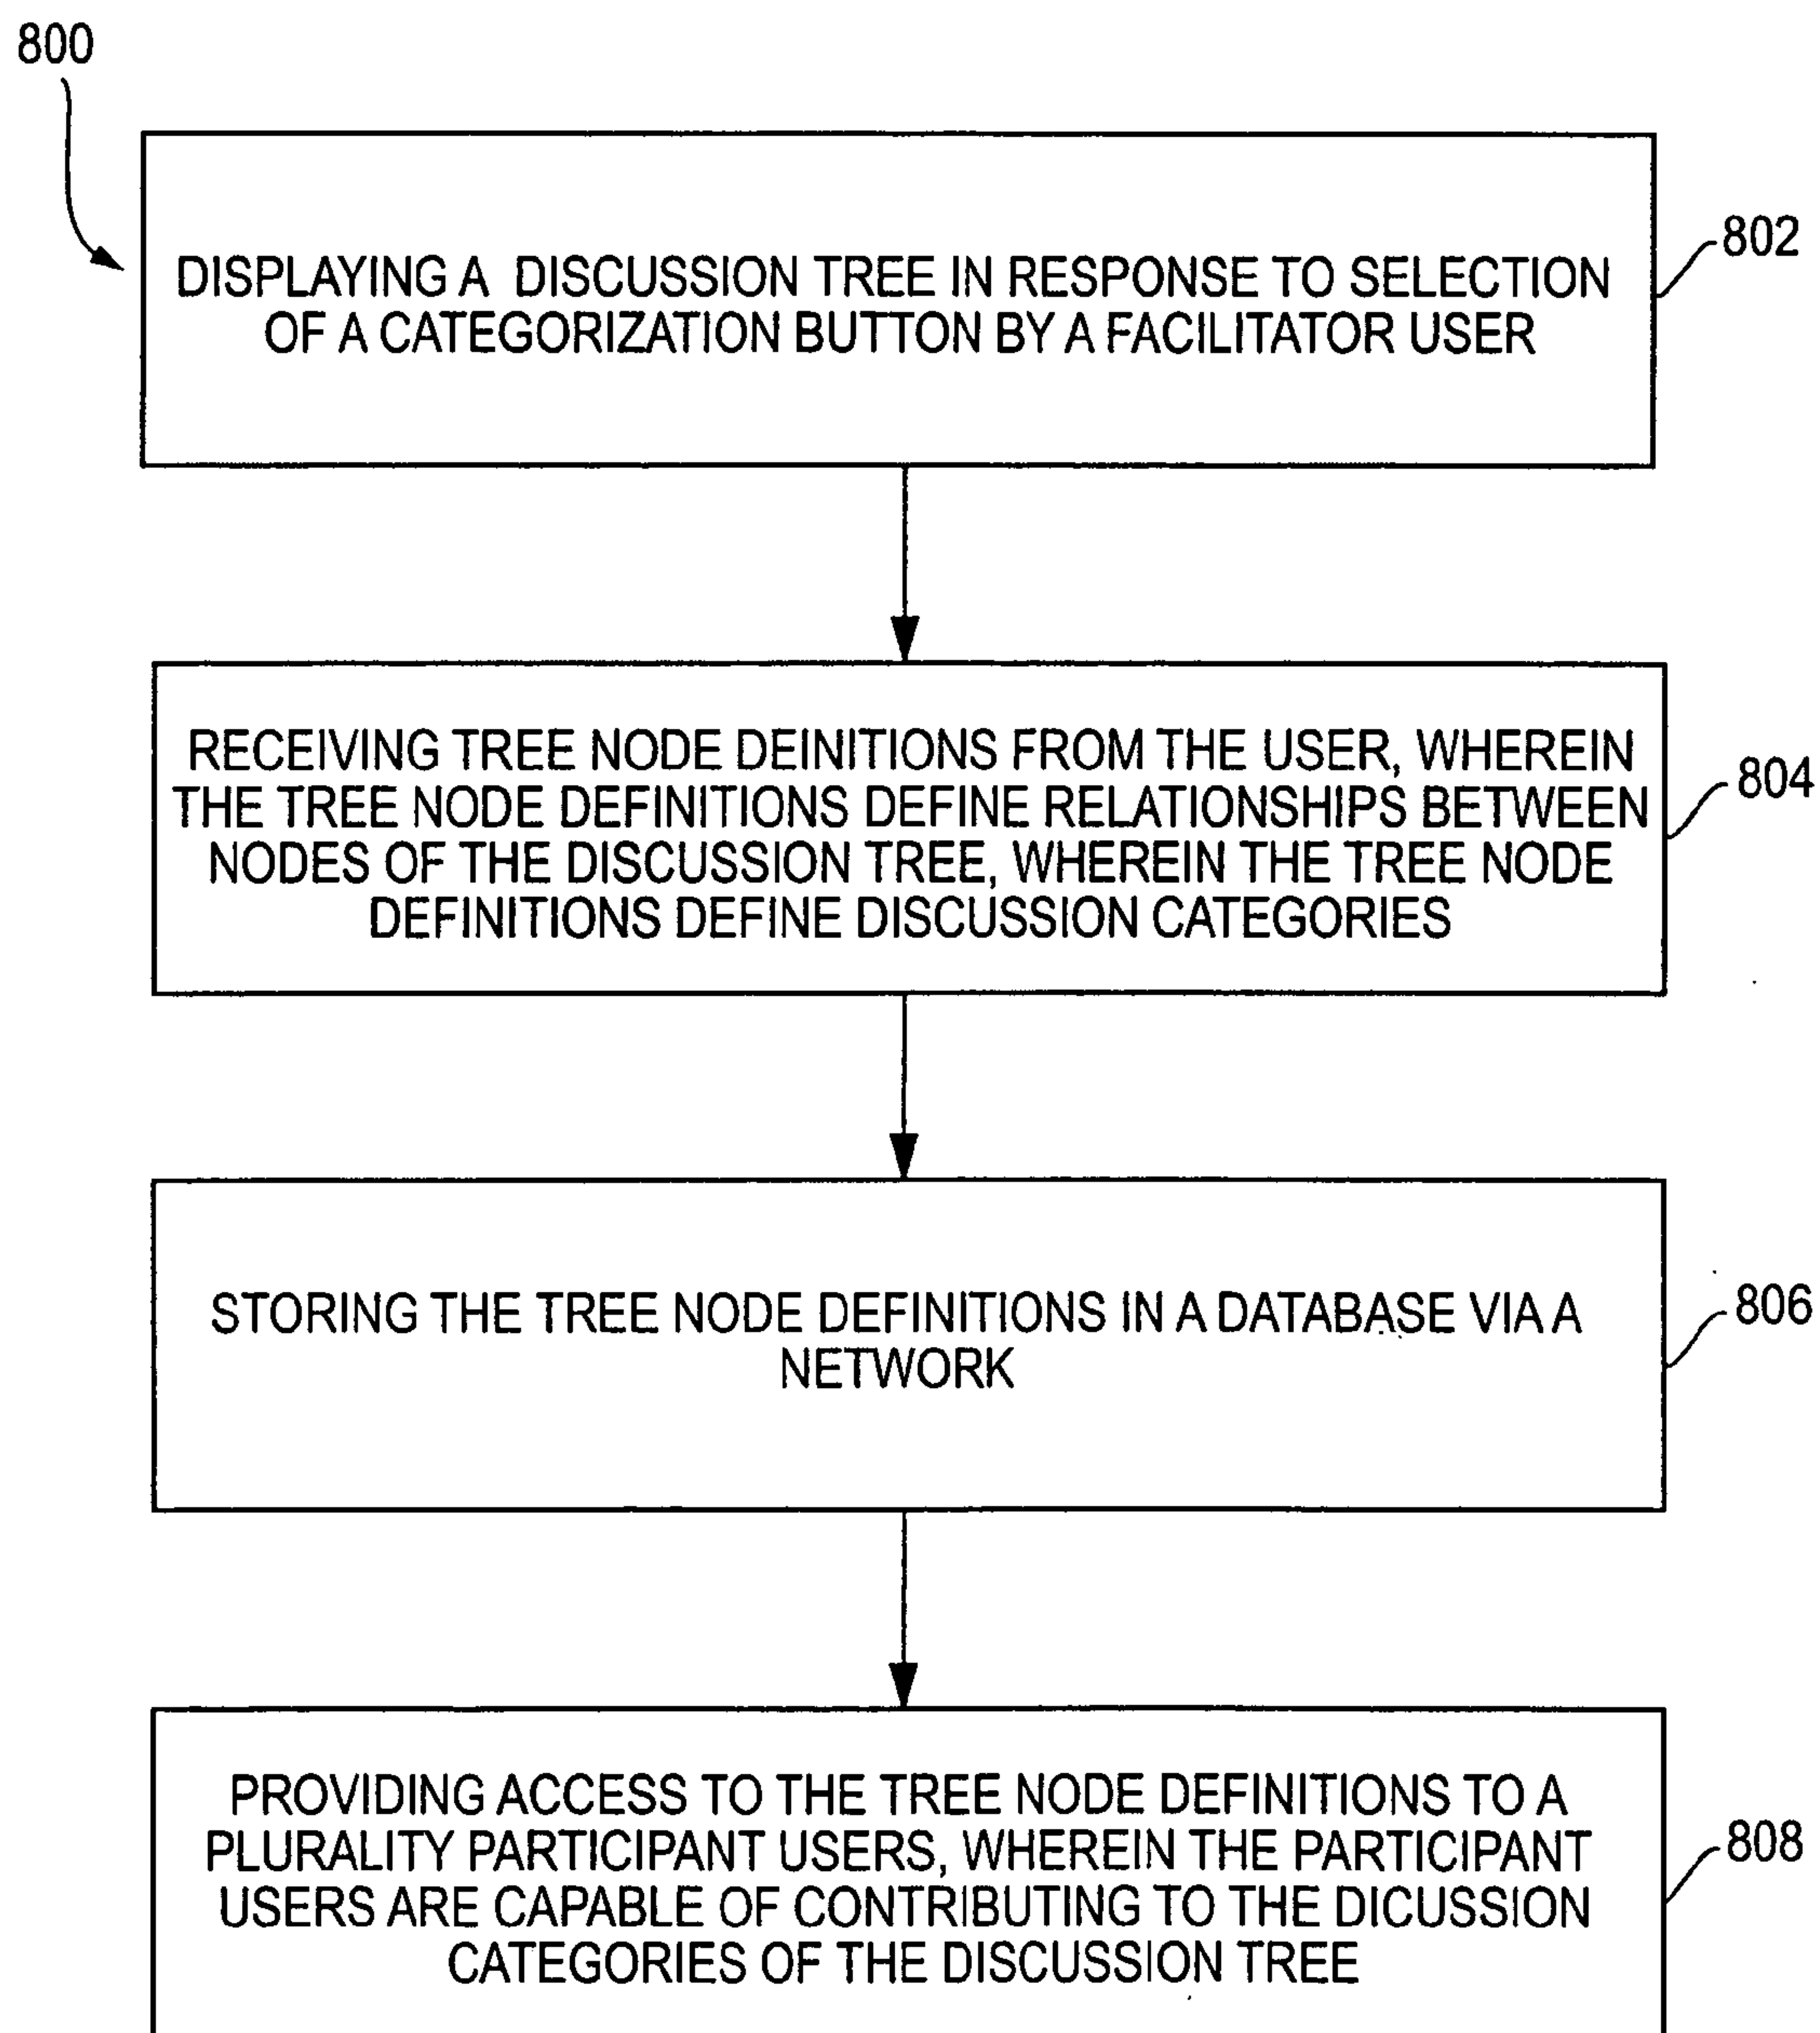 800
DISPLAYING A DISCUSSION TREE IN RESPONSE TO SELECTION
OF A CATEGORIZATION BUTTON BY A FACILITATOR USER
802
RECEIVING TREE NODE DEINITIONS FROM THE USER, WHEREIN
THE TREE NODE DEFINITIONS DEFINE RELATIONSHIPS BETWEEN
NODES OF THE DISCUSSION TREE, WHEREIN THE TREE NODE
DEFINITIONS DEFINE DISCUSSION CATEGORIES
804
STORING THE TREE NODE DEFINITIONS IN A DATABASE VIA A
NETWORK
806
PROVIDING ACCESS TO THE TREE NODE DEFINITIONS TO A
PLURALITY PARTICIPANT USERS, WHEREIN THE PARTICIPANT
USERS ARE CAPABLE OF CONTRIBUTING TO THE DICUSSION
CATEGORIES OF THE DISCUSSION TREE
808